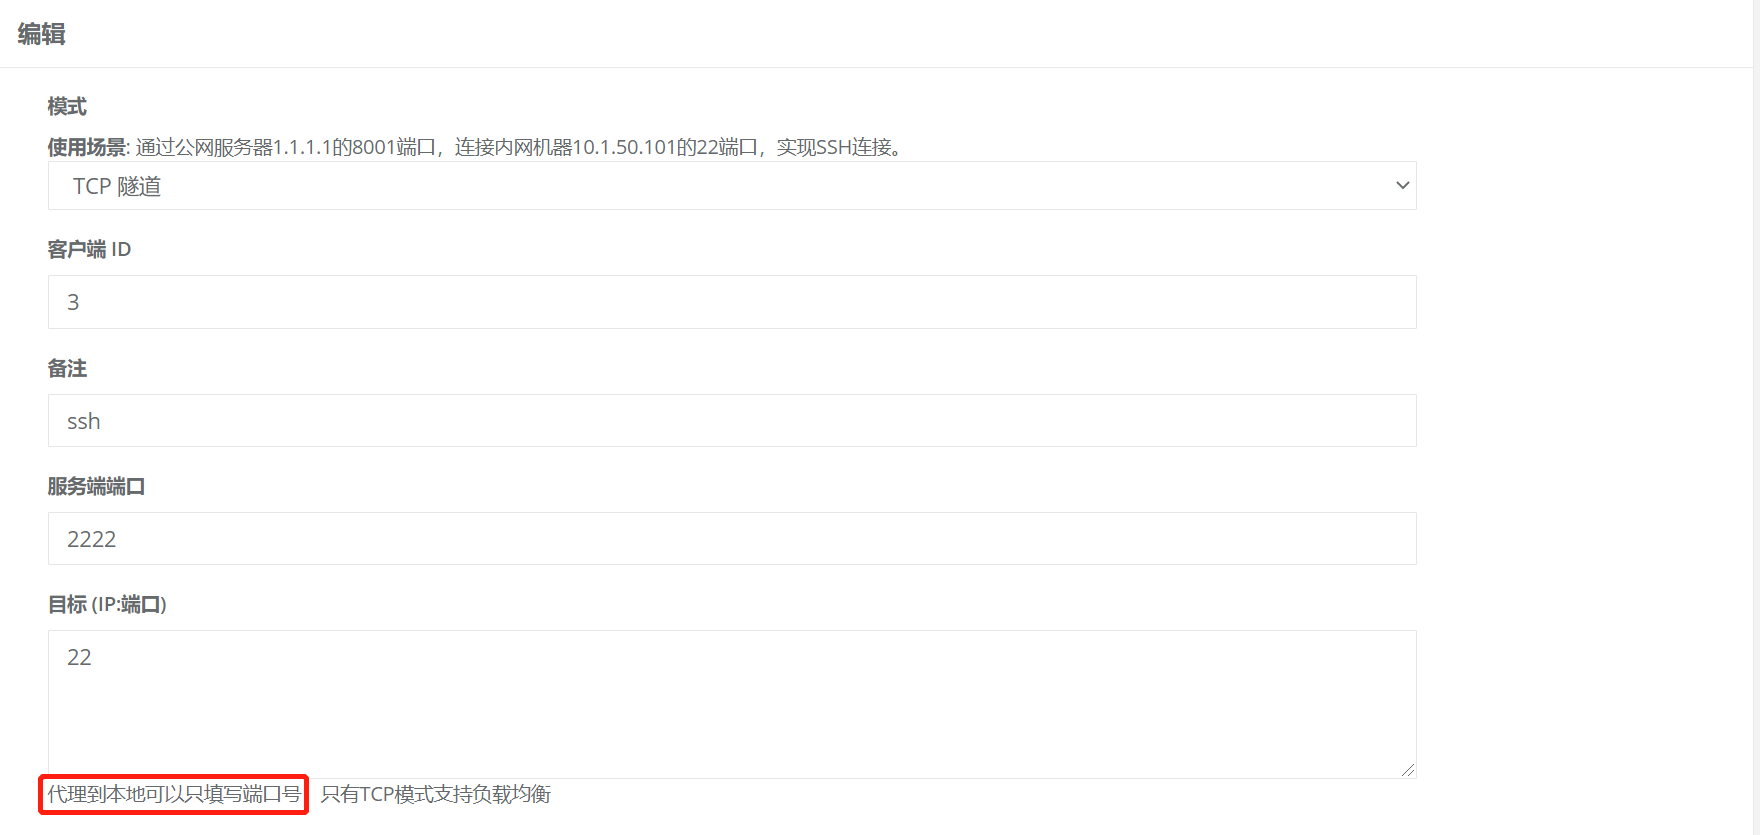 编辑
模式
使用场景: 通过公网服务器1.1.1.1的8001端口，连接内网机器10.1.50.101的22端口，实现SSH连接。
TCP 隧道
客户端 ID
3
备注
ssh
服务端端口
2222
目标 (IP:端口)
22
代理到本地可以只填写端口号 只有TCP模式支持负载均衡